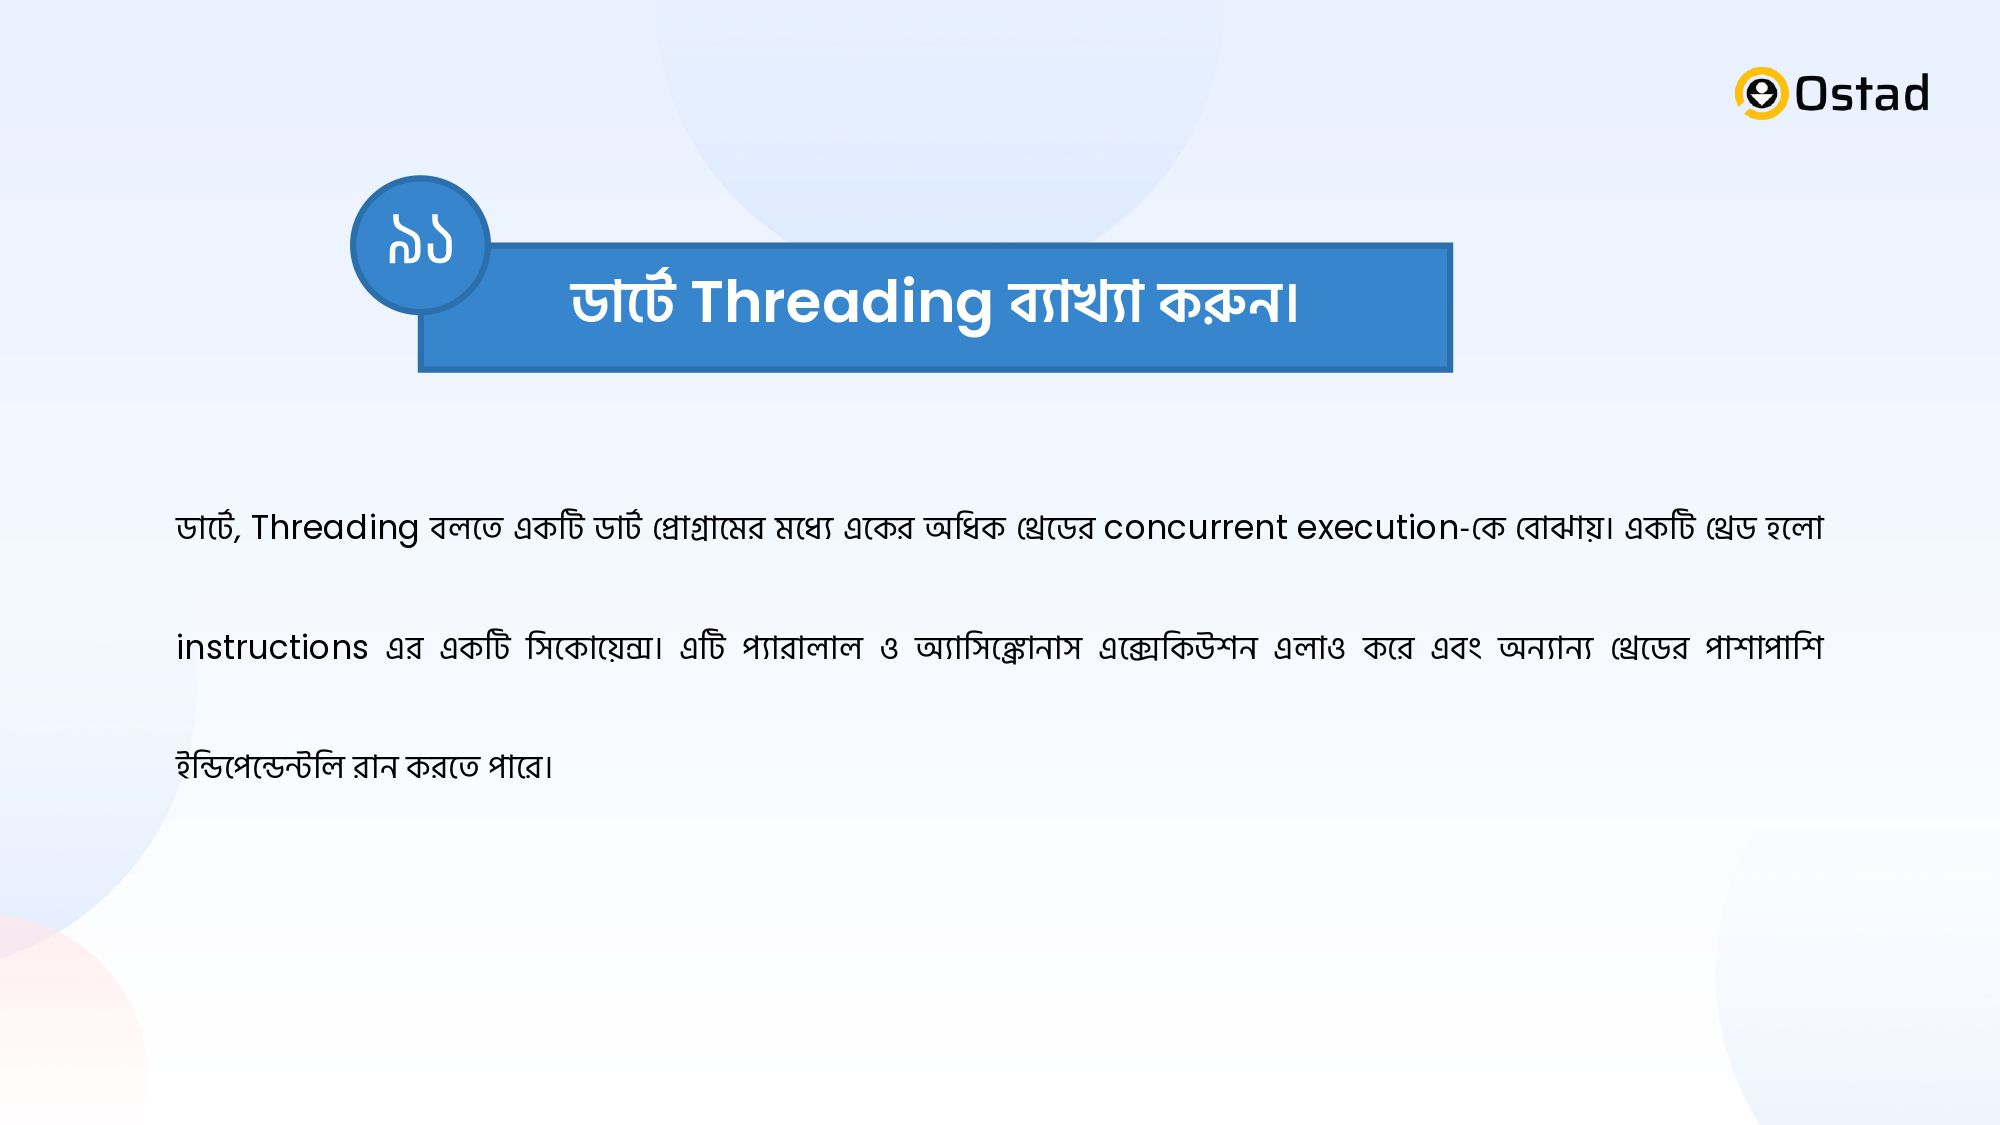 Ostad
৯১
ডার্টে Threading ব্যাখ্যা করুন।
ডার্টে, Threading বলতে একটি ডার্ট প্রোগ্রামের মধ্যে একের অধিক থ্রেডের concurrent execution-কে বোঝায়। একটি থ্রেড হলো
instructions এর একটি সিকোয়েন্স। এটি প্যারালাল ও অ্যাসিঙ্ক্রোনাস এক্সেকিউশন এলাও করে এবং অন্যান্য থ্রেডের পাশাপাশি
ইন্ডিপেন্ডেন্টলি রান করতে পারে।